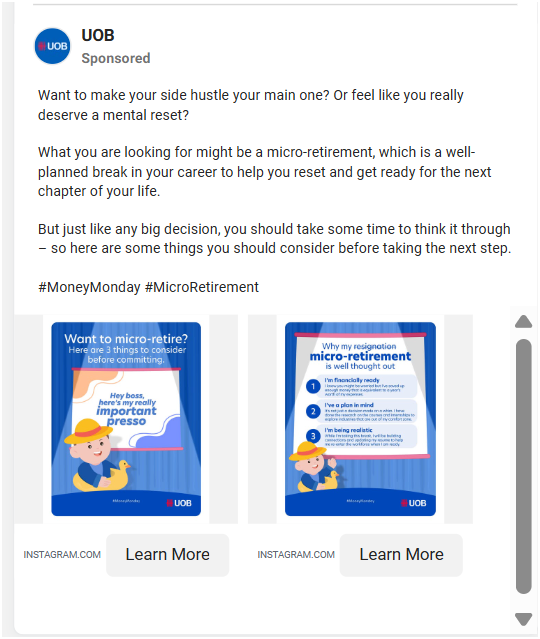 UOB
UOB
Sponsored
Want to make your side hustle your main one? Or feel like you really
deserve a mental reset?
What you are looking for might be a micro-retirement, which is a well-
planned break in your career to help you reset and get ready for the next
chapter of your life.
But just like any big decision, you should take some time to think it through
– so here are some things you should consider before taking the next step.
#MoneyMonday #MicroRetirement
Want to micro-retire?
Here are 3 things to consider
before committing.
Hey boss,
here's my really
important
presso
#MoneyMonday
UOB
Why my resignation
micro-retirement
is well thought out
1
I'm financially ready
2
I've a plan in mind
3
I'm being realistic
#MoneyMonday
UOB
INSTAGRAM.COM
Learn More
INSTAGRAM.COM
Learn More